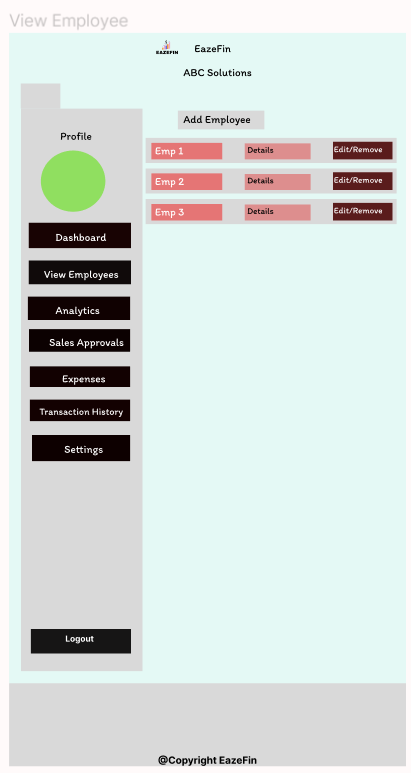 View Employee
EAZEFIN
EazeFin
ABC Solutions
Profile
Dashboard
View Employees
Analytics
Sales Approvals
Expenses
Transaction History
Settings
Logout
Add Employee
Emp 1 Details Edit/Remove
Emp 2 Details Edit/Remove
Emp 3 Details Edit/Remove
@Copyright EazeFin